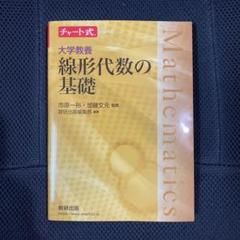 チャート式
大学教養
線形代数の
基礎
市原一裕・加藤文元 監修
数研出版編集部 編著
Mathematics
数研出版